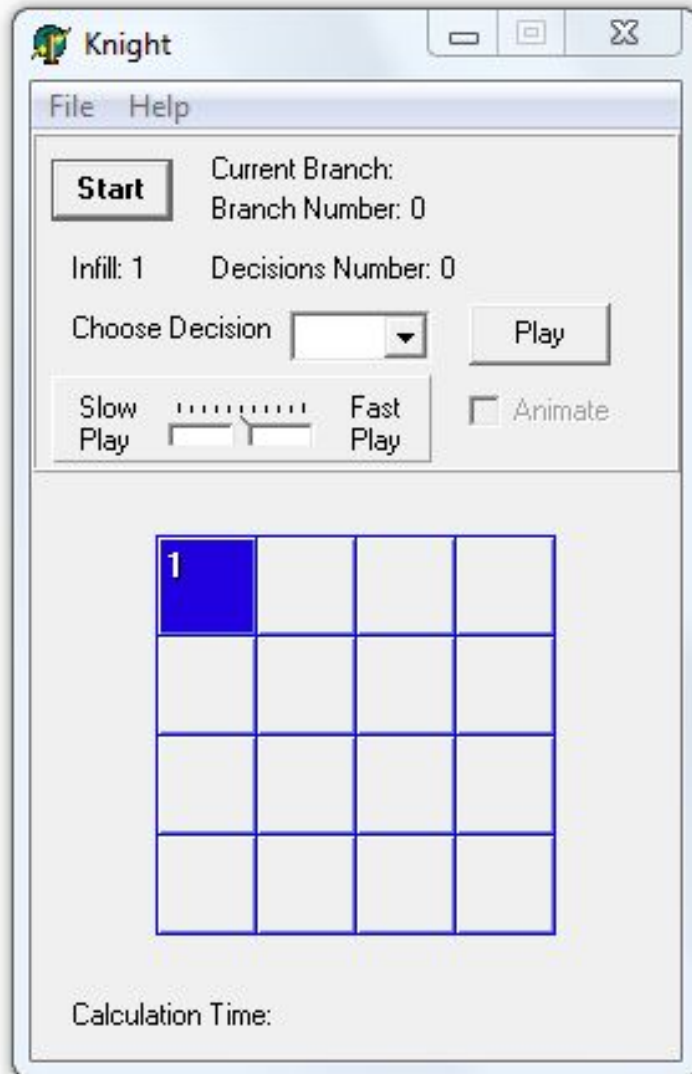 Knight
File Help
Start
Current Branch:
Branch Number: 0
Infill: 1 Decisions Number: 0
Choose Decision
Play
Slow Play
Fast Play
Animate
1
Calculation Time: